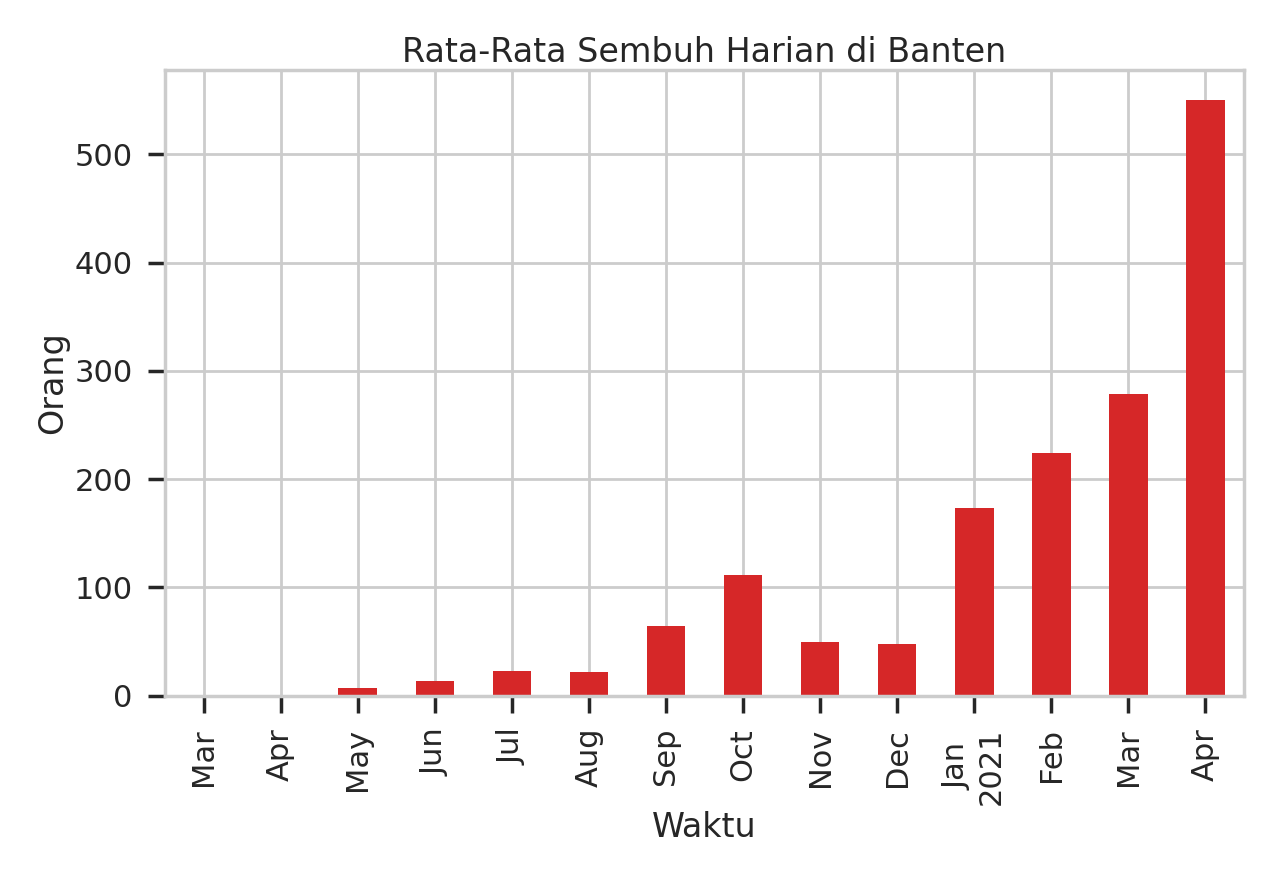 Rata-Rata Sembuh Harian di Banten
Orang
500
400
300
200
100
0
Mar
Apr
May
Jun
Jul
Aug
Sep
Oct
Nov
Dec
Jan
2021
Feb
Mar
Apr
Waktu